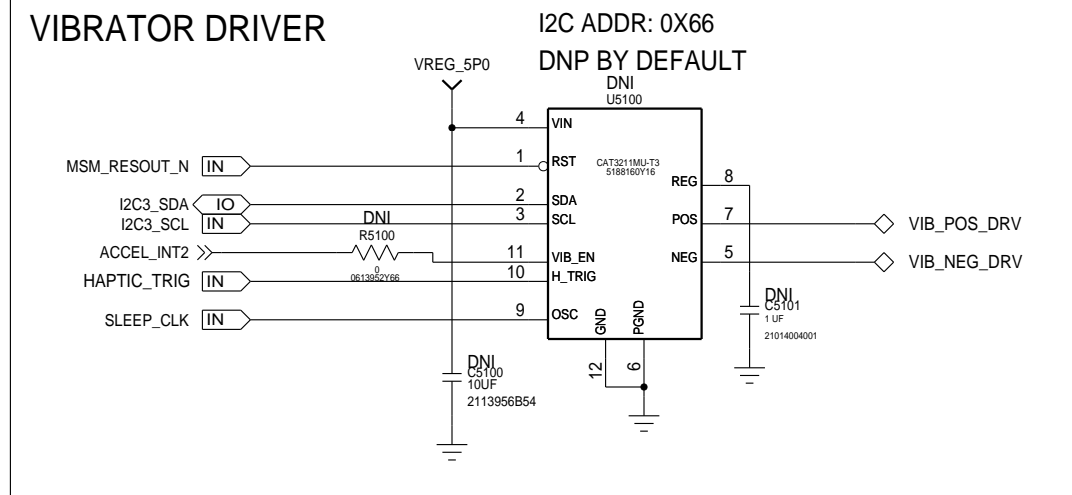 VIBRATOR DRIVER
I2C ADDR: 0X66
DNP BY DEFAULT
VREG_5P0
DNI
U5100
4
VIN
MSM_RESOUT_N
IN
1
RST
CAT3211MU-T3
5188160Y16
REG
8
I2C3_SDA
IO
2
SDA
I2C3_SCL
IN
3
SCL
POS
7
VIB_POS_DRV
DNI
R5100
0
0613952Y66
ACCEL_INT2
11
VIB_EN
NEG
5
VIB_NEG_DRV
HAPTIC_TRIG
IN
10
H_TRIG
SLEEP_CLK
IN
9
OSC
GND
PGND
12
6
DNI
C5101
1 UF
21014004001
DNI
C5100
10UF
2113956B54